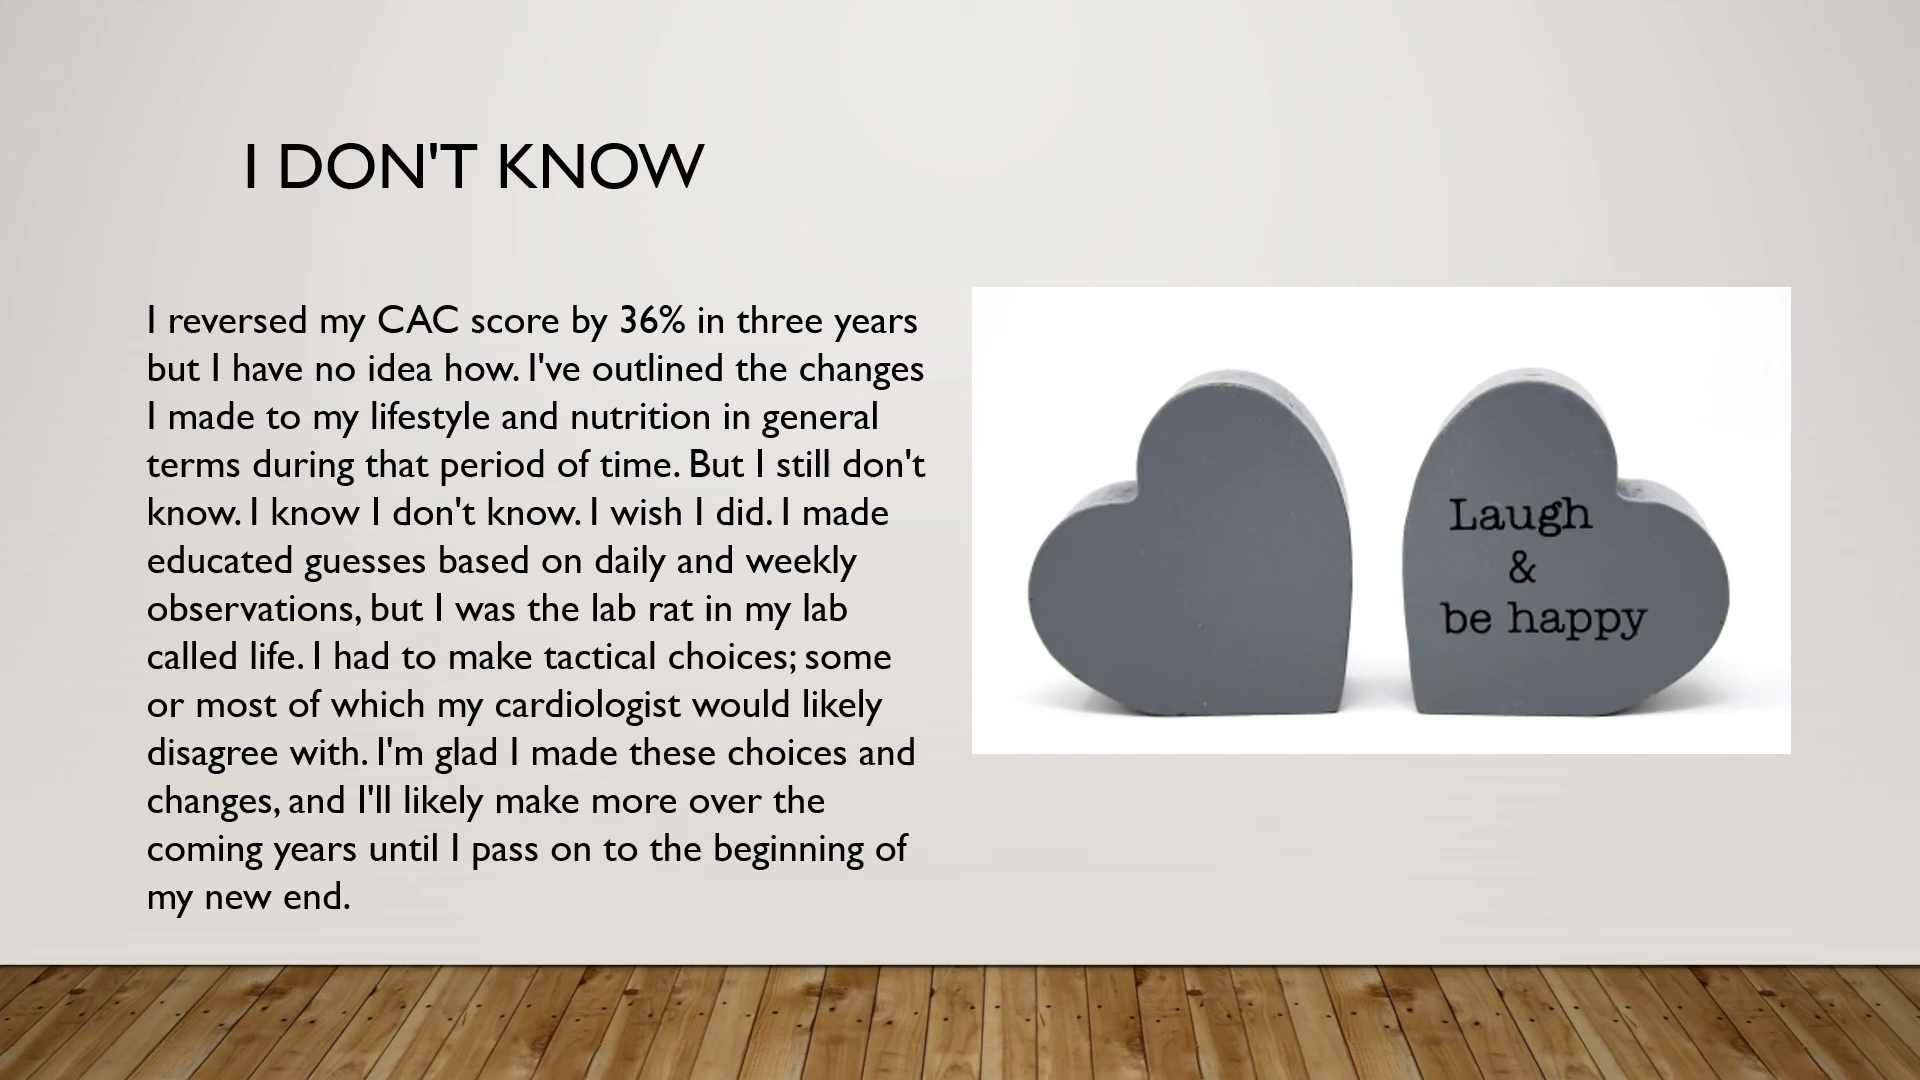 I DON'T KNOW
I reversed my CAC score by 36% in three years
but I have no idea how. I've outlined the changes
I made to my lifestyle and nutrition in general
terms during that period of time. But I still don't
know. I know I don't know. I wish I did. I made
educated guesses based on daily and weekly
observations, but I was the lab rat in my lab
called life. I had to make tactical choices; some
or most of which my cardiologist would likely
disagree with. I'm glad I made these choices and
changes, and I'll likely make more over the
coming years until I pass on to the beginning of
my new end.
Laugh
&
be happy